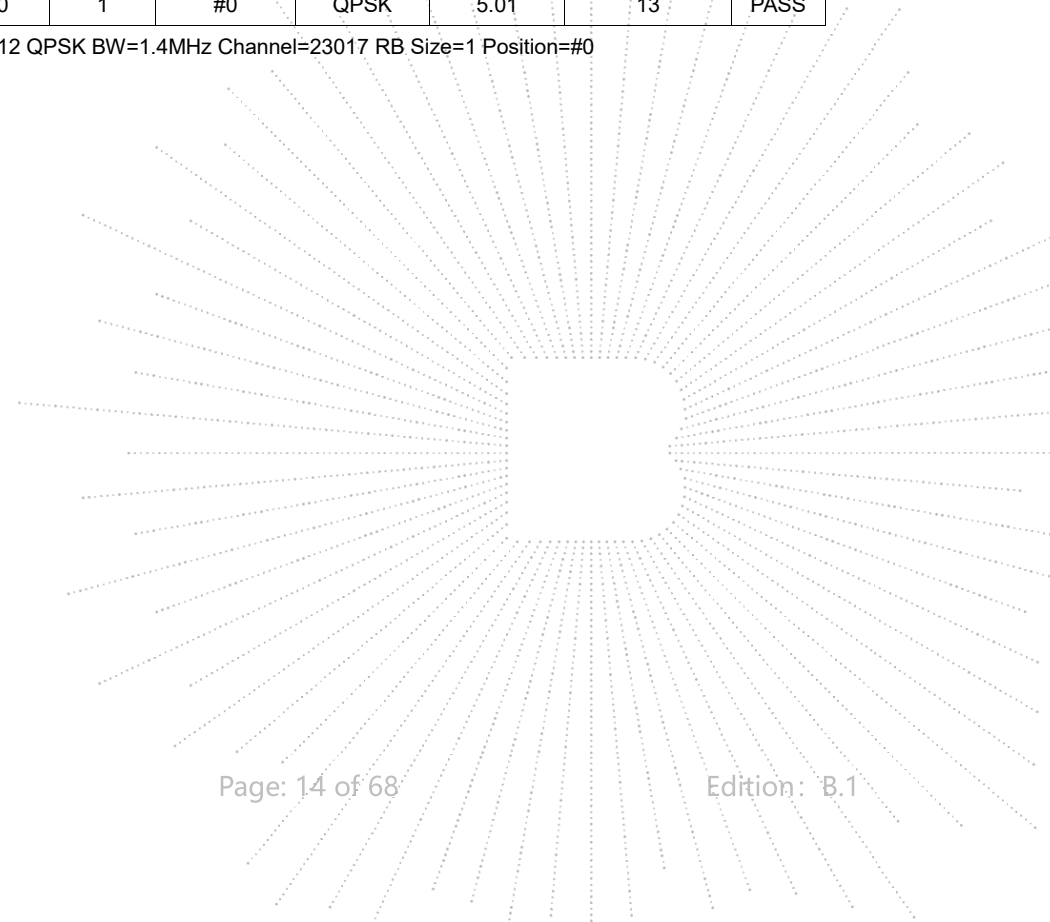 0 1 #0 QPSK 5.01 13 PASS
12 QPSK BW=1.4MHz Channel=23017 RB Size=1 Position=#0
Page: 14 of 68 Edition: B.1